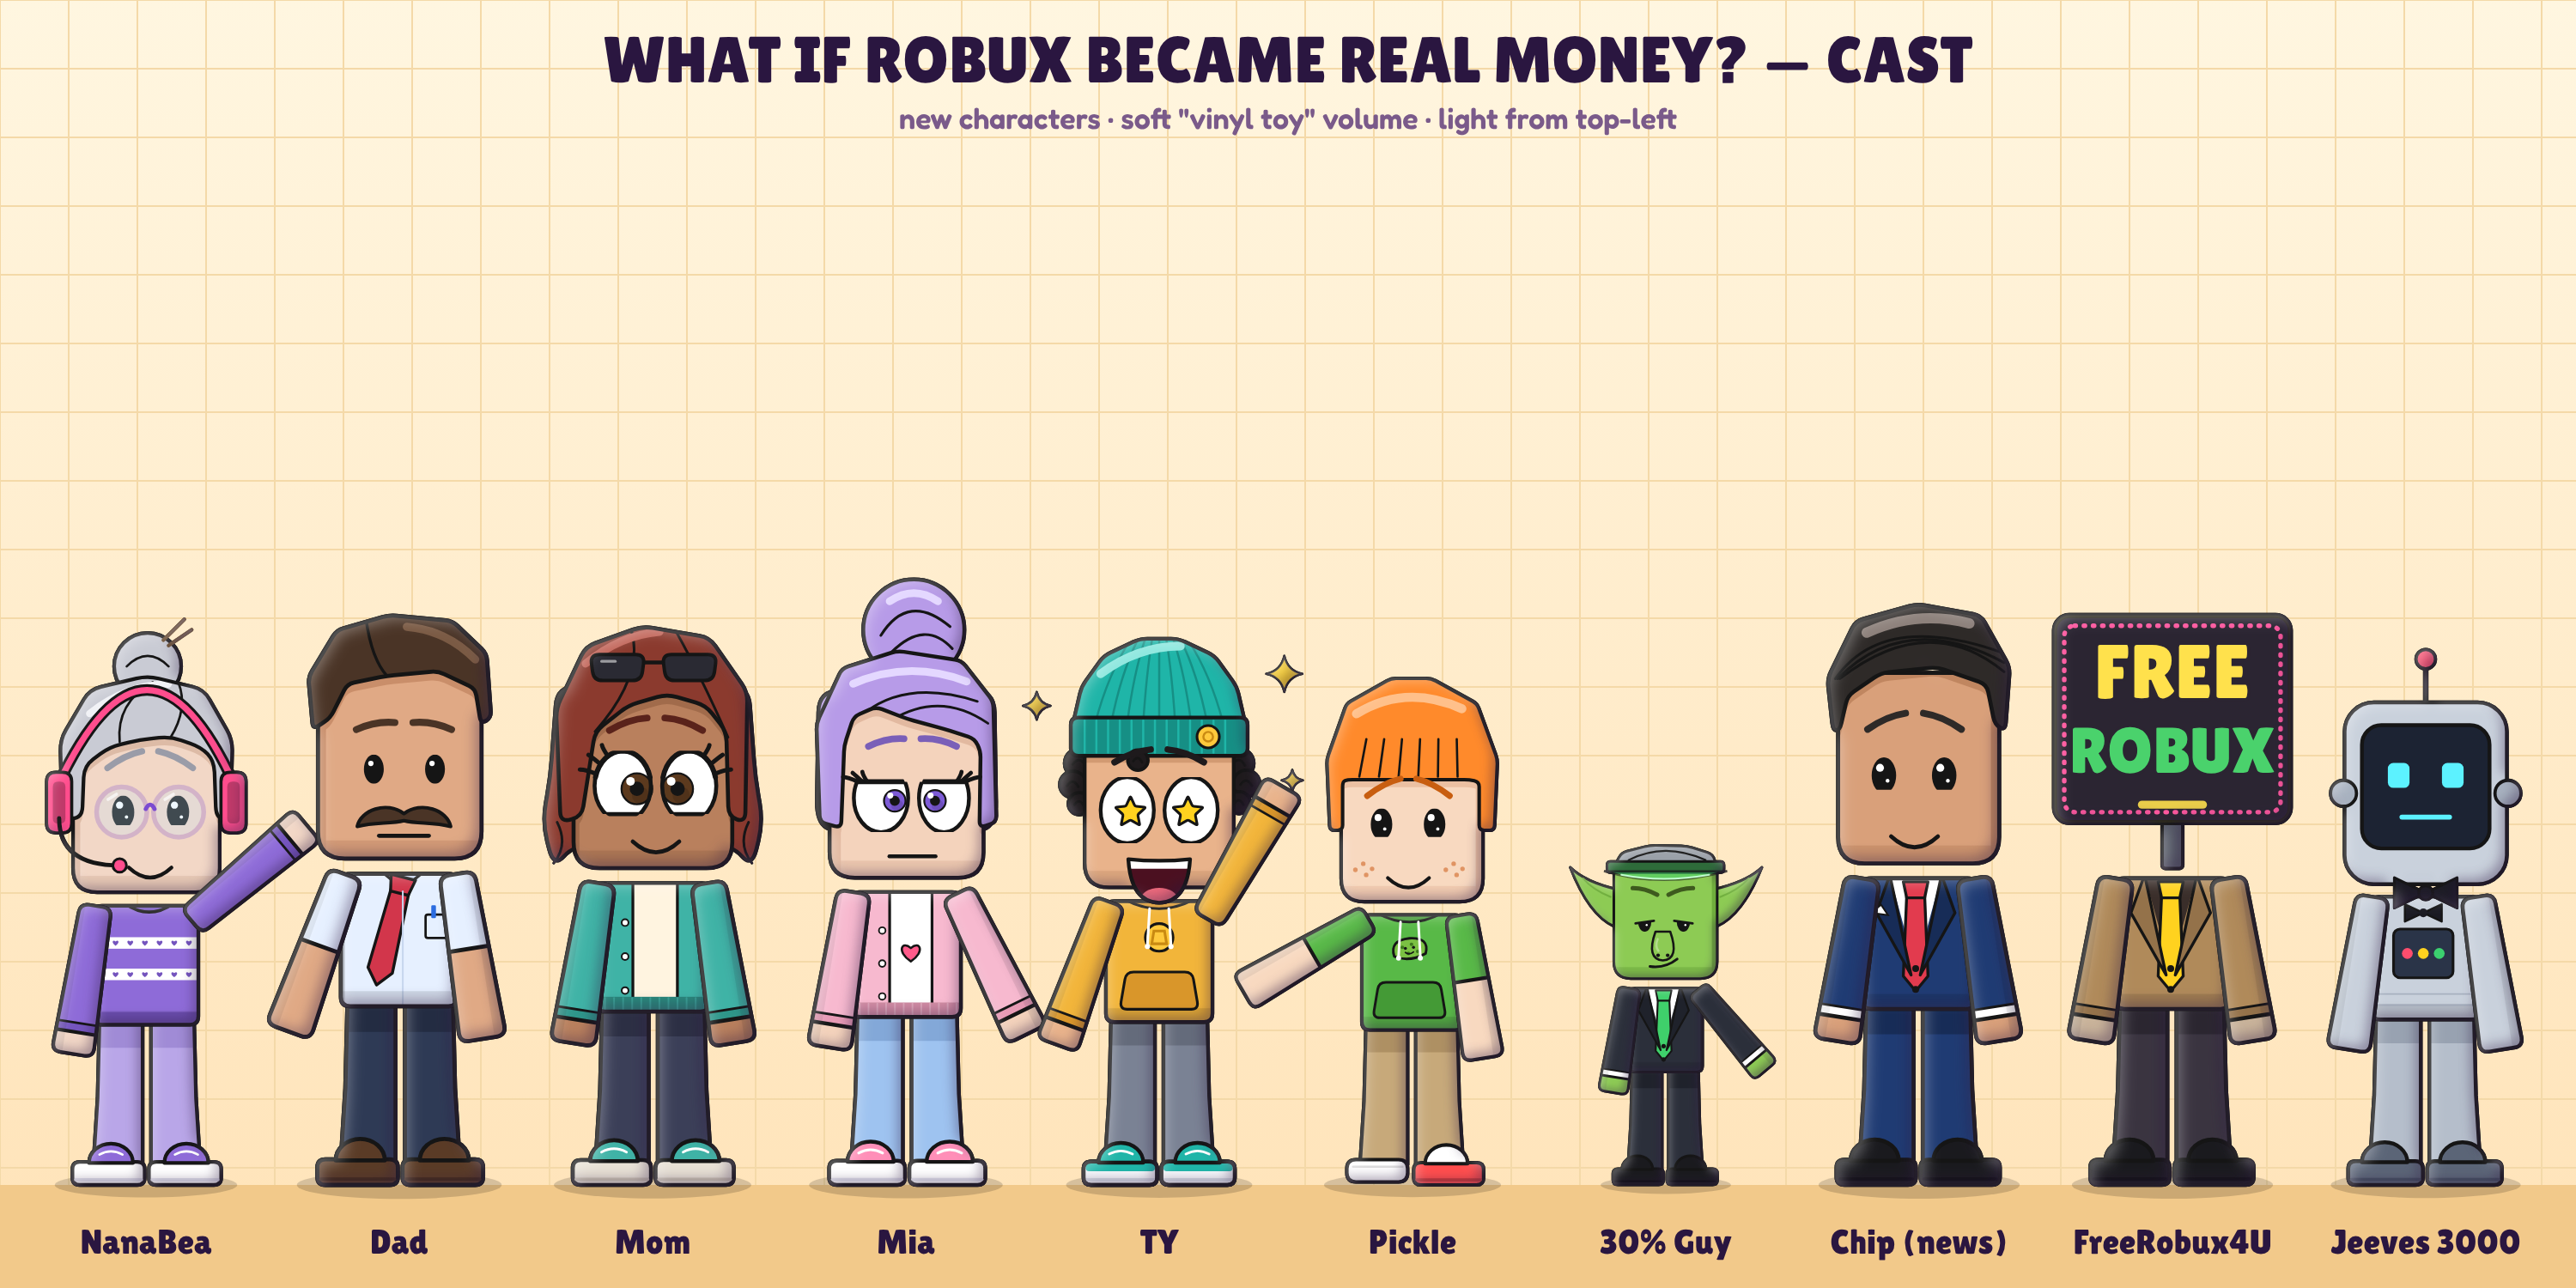 WHAT IF ROBUX BECAME REAL MONEY? — CAST
new characters · soft "vinyl toy" volume · light from top-left
FREE
ROBUX
NanaBea
Dad
Mom
Mia
TY
Pickle
30% Guy
Chip (news)
FreeRobux4U
Jeeves 3000